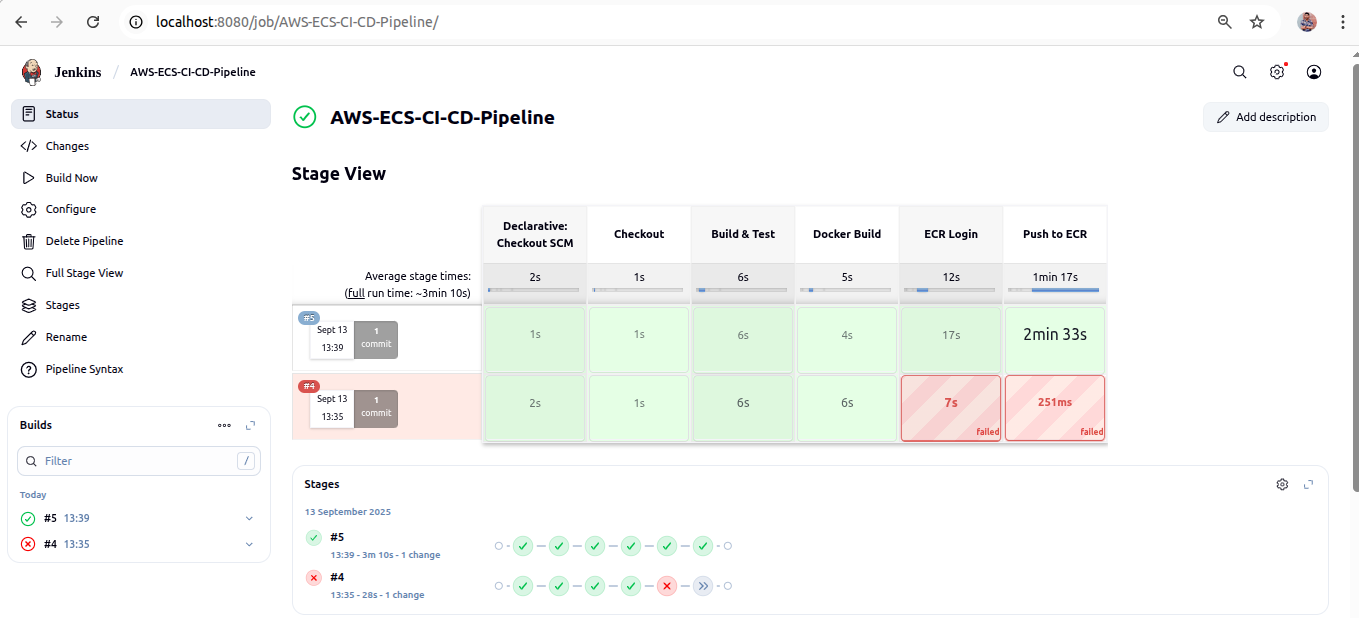 localhost:8080/job/AWS-ECS-CI-CD-Pipeline/
Jenkins / AWS-ECS-CI-CD-Pipeline
Status
Changes
Build Now
Configure
Delete Pipeline
Full Stage View
Stages
Rename
Pipeline Syntax
Builds
Filter /
Today
#5 13:39
#4 13:35
AWS-ECS-CI-CD-Pipeline
Add description
Stage View
Declarative:
Checkout SCM
Checkout
Build & Test
Docker Build
ECR Login
Push to ECR
Average stage times:
(full run time: ~3min 10s)
2s 1s 6s 5s 12s 1min 17s
#5
Sept 13
13:39
1
commit
1s 1s 6s 4s 17s 2min 33s
#4
Sept 13
13:35
1
commit
2s 1s 6s 6s 7s 251ms
failed failed
Stages
13 September 2025
#5
13:39 - 3m 10s - 1 change
#4
13:35 - 28s - 1 change